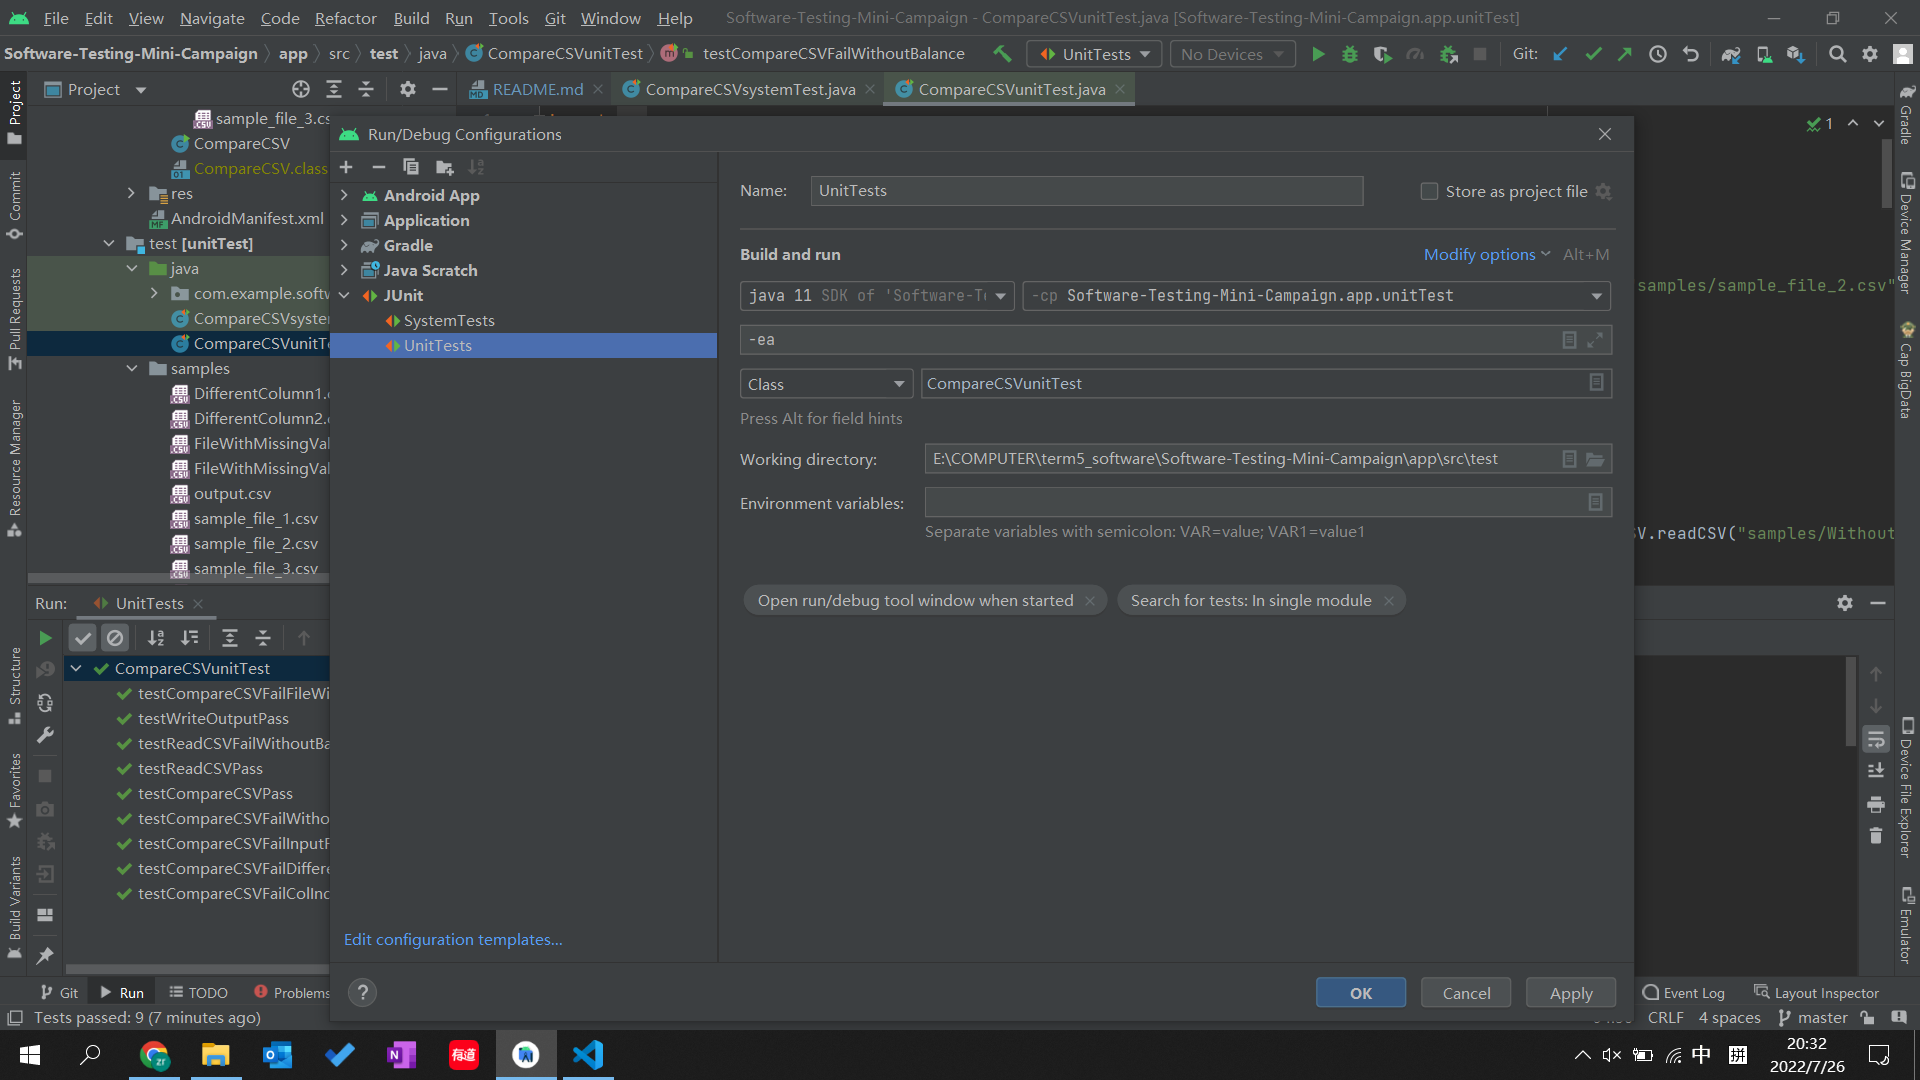 File Edit View Navigate Code Refactor Build Run Tools Git Window Help Software-Testing-Mini-Campaign - CompareCSVunitTest.java [Software-Testing-Mini-Campaign.app.unitTest]
Software-Testing-Mini-Campaign app src test java CompareCSVunitTest testCompareCSVFailWithoutBalance UnitTests No Devices Git:
Project README.md CompareCSVsystemTest.java CompareCSVunitTest.java
sample_file_3.cs
CompareCSV
CompareCSV.class
res
AndroidManifest.xml
test [unitTest]
java
com.example.softw
CompareCSVsyster
CompareCSVunitTe
samples
DifferentColumn1.c
DifferentColumn2.c
FileWithMissingVal
FileWithMissingVal
output.csv
sample_file_1.csv
sample_file_2.csv
sample_file_3.csv
Project
Commit
Pull Requests
Resource Manager
Structure
Favorites
Build Variants
Run/Debug Configurations
Android App
Application
Gradle
Java Scratch
JUnit
SystemTests
UnitTests
Edit configuration templates...
Name: UnitTests Store as project file
Build and run Modify options Alt+M
java 11 SDK of 'Software-Te -cp Software-Testing-Mini-Campaign.app.unitTest
-ea
Class CompareCSVunitTest
Press Alt for field hints
Working directory: E:\COMPUTER\term5_software\Software-Testing-Mini-Campaign\app\src\test
Environment variables:
Separate variables with semicolon: VAR=value; VAR1=value1
Open run/debug tool window when started Search for tests: In single module
? OK Cancel Apply
1
samples/sample_file_2.csv"
V.readCSV("samples/Without
Gradle
Device Manager
Cap BigData
Device File Explorer
Emulator
Run: UnitTests
CompareCSVunitTest
testCompareCSVFailFileWi
testWriteOutputPass
testReadCSVFailWithoutBa
testReadCSVPass
testCompareCSVPass
testCompareCSVFailWitho
testCompareCSVFailInputF
testCompareCSVFailDiffere
testCompareCSVFailColInc
Git Run TODO Problems Event Log Layout Inspector
Tests passed: 9 (7 minutes ago) CRLF 4 spaces master
zr 有道 中 拼 20:32
2022/7/26